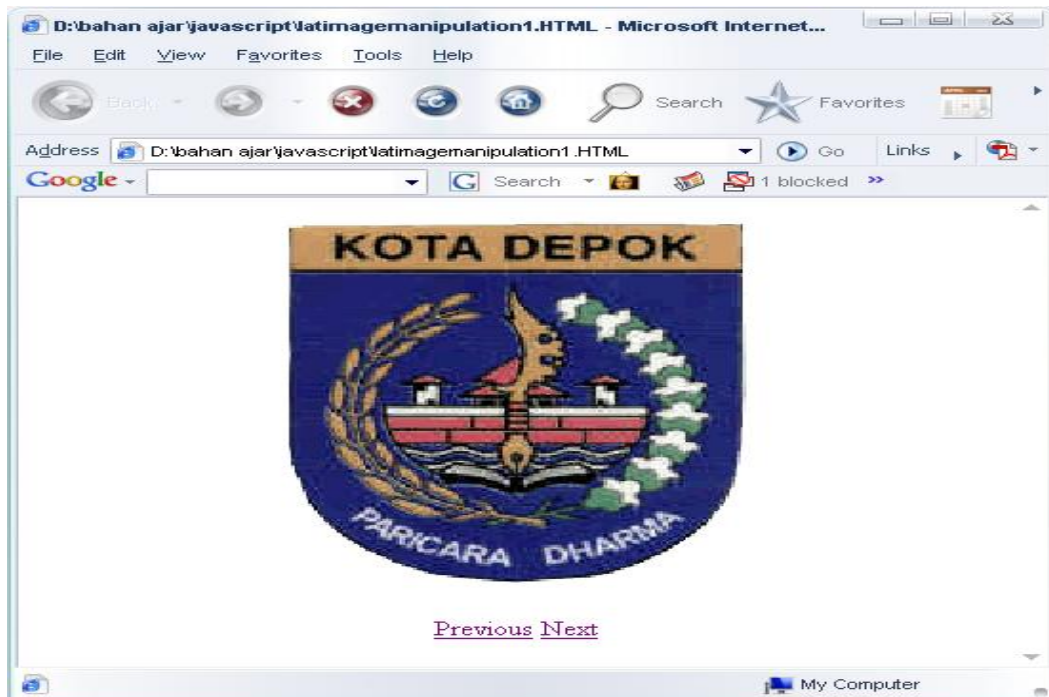 D:\bahan ajar\javascript\latimagemanipulation1.HTML - Microsoft Internet...
File Edit View Favorites Tools Help
Back Search Favorites
Address D:\bahan ajar\javascript\latimagemanipulation1.HTML Go Links
Google Search 1 blocked
KOTA DEPOK
PARICARA DHARMA
Previous Next
My Computer